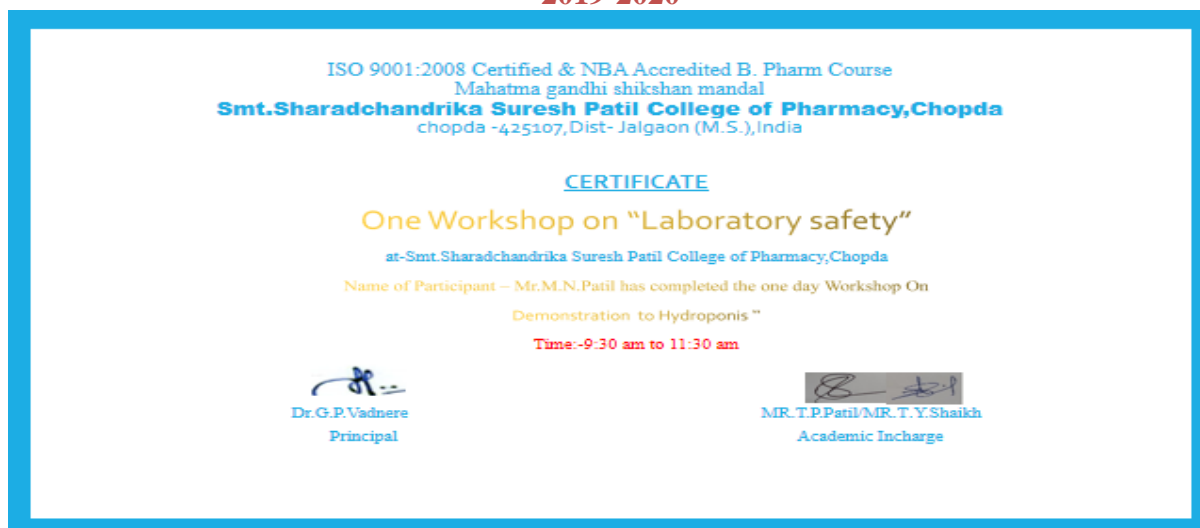 2019-2020
ISO 9001:2008 Certified & NBA Accredited B. Pharm Course
Mahatma gandhi shikshan mandal
Smt.Sharadchandrika Suresh Patil College of Pharmacy,Chopda
chopda -425107,Dist- Jalgaon (M.S.),India
CERTIFICATE
One Workshop on “Laboratory safety”
at-Smt.Sharadchandrika Suresh Patil College of Pharmacy,Chopda
Name of Participant – Mr.M.N.Patil has completed the one day Workshop On
Demonstration to Hydroponis ”
Time:-9:30 am to 11:30 am
Dr.G.P.Vadnere
Principal
MR.T.P.Patil/MR.T.Y.Shaikh
Academic Incharge